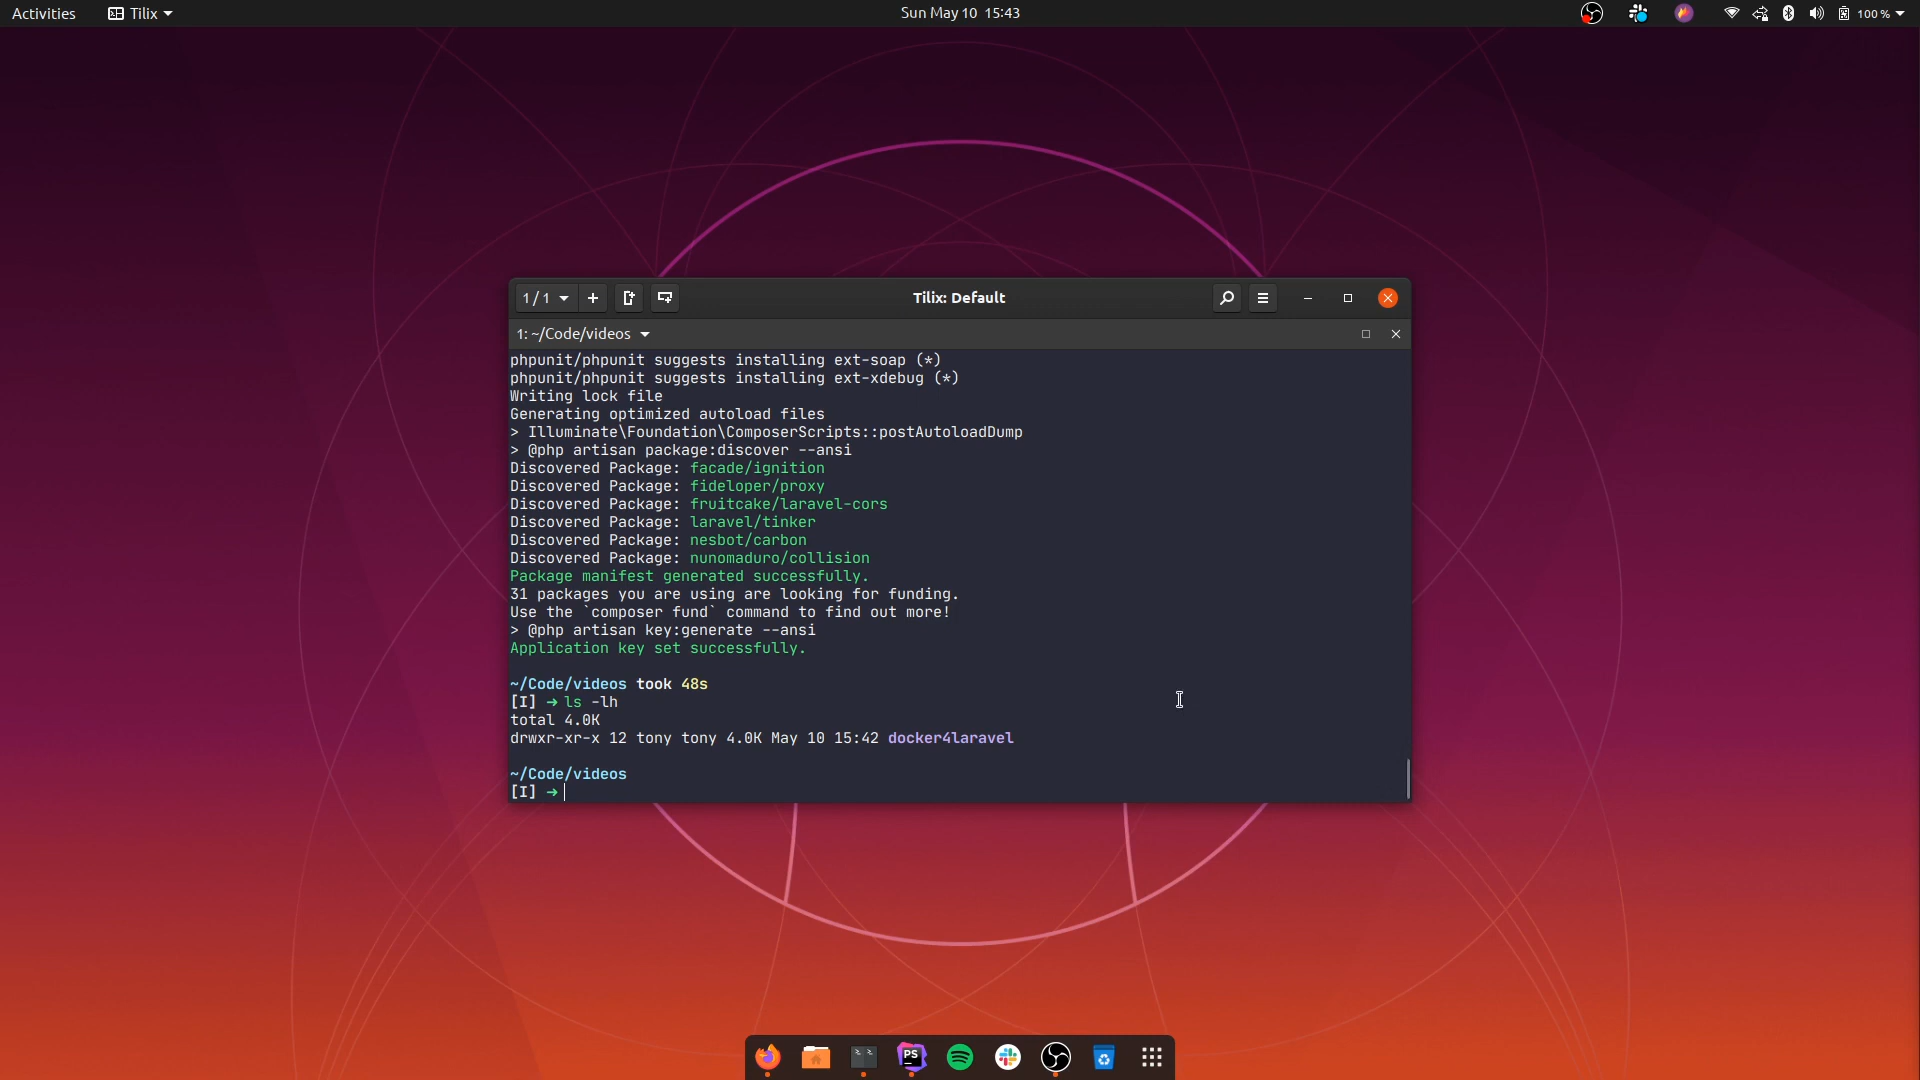 Activities Tilix Sun May 10 15:43 100 %
1 / 1 Tilix: Default
1: ~/Code/videos
phpunit/phpunit suggests installing ext-soap (*)
phpunit/phpunit suggests installing ext-xdebug (*)
Writing lock file
Generating optimized autoload files
> Illuminate\Foundation\ComposerScripts::postAutoloadDump
> @php artisan package:discover --ansi
Discovered Package: facade/ignition
Discovered Package: fideloper/proxy
Discovered Package: fruitcake/laravel-cors
Discovered Package: laravel/tinker
Discovered Package: nesbot/carbon
Discovered Package: nunomaduro/collision
Package manifest generated successfully.
31 packages you are using are looking for funding.
Use the `composer fund` command to find out more!
> @php artisan key:generate --ansi
Application key set successfully.
~/Code/videos took 48s
[I] ➜ ls -lh
total 4.0K
drwxr-xr-x 12 tony tony 4.0K May 10 15:42 docker4laravel
~/Code/videos
[I] ➜
PS